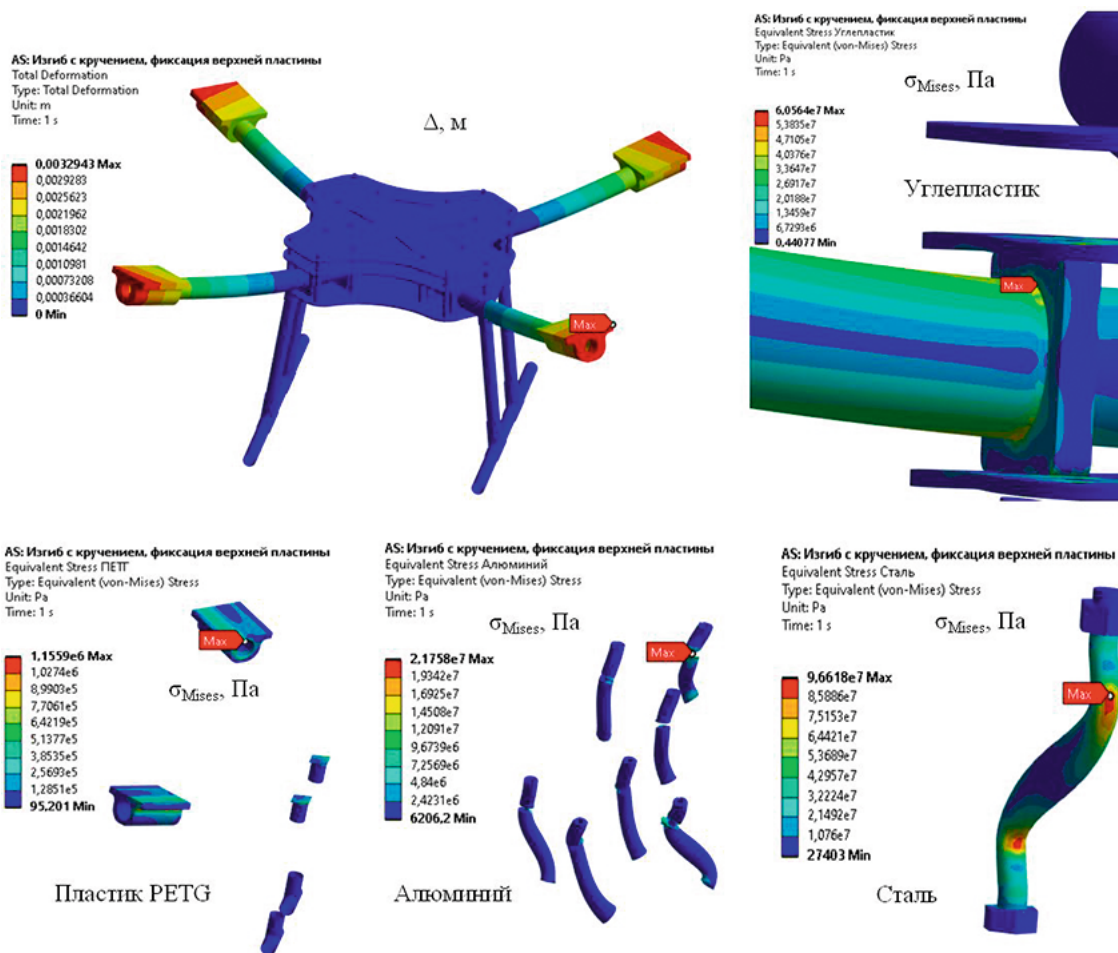 AS: Изгиб с кручением, фиксация верхней пластины
Total Deformation
Type: Total Deformation
Unit: m
Time: 1 s
Δ, м
0,0032943 Max
0,0029283
0,0025623
0,0021962
0,0018302
0,0014642
0,0010981
0,00073208
0,00036604
0 Min
Max
AS: Изгиб с кручением, фиксация верхней пластины
Equivalent Stress Углепластик
Type: Equivalent (von-Mises) Stress
Unit: Pa
Time: 1 s
σMises, Па
6,0564e7 Max
5,3835e7
4,7105e7
4,0376e7
3,3647e7
2,6917e7
2,0188e7
1,3459e7
6,7293e6
0,44077 Min
Углепластик
Max
AS: Изгиб с кручением, фиксация верхней пластины
Equivalent Stress ПЕТГ
Type: Equivalent (von-Mises) Stress
Unit: Pa
Time: 1 s
Max
σMises, Па
1,1559e6 Max
1,0274e6
8,9903e5
7,7061e5
6,4219e5
5,1377e5
3,8535e5
2,5693e5
1,2851e5
95,201 Min
Пластик PETG
AS: Изгиб с кручением, фиксация верхней пластины
Equivalent Stress Алюминий
Type: Equivalent (von-Mises) Stress
Unit: Pa
Time: 1 s
σMises, Па
Max
2,1758e7 Max
1,9342e7
1,6925e7
1,4508e7
1,2091e7
9,6739e6
7,2569e6
4,84e6
2,4231e6
6206,2 Min
Алюминий
AS: Изгиб с кручением, фиксация верхней пластины
Equivalent Stress Сталь
Type: Equivalent (von-Mises) Stress
Unit: Pa
Time: 1 s
σMises, Па
9,6618e7 Max
8,5886e7
7,5153e7
6,4421e7
5,3689e7
4,2957e7
3,2224e7
2,1492e7
1,076e7
27403 Min
Max
Сталь